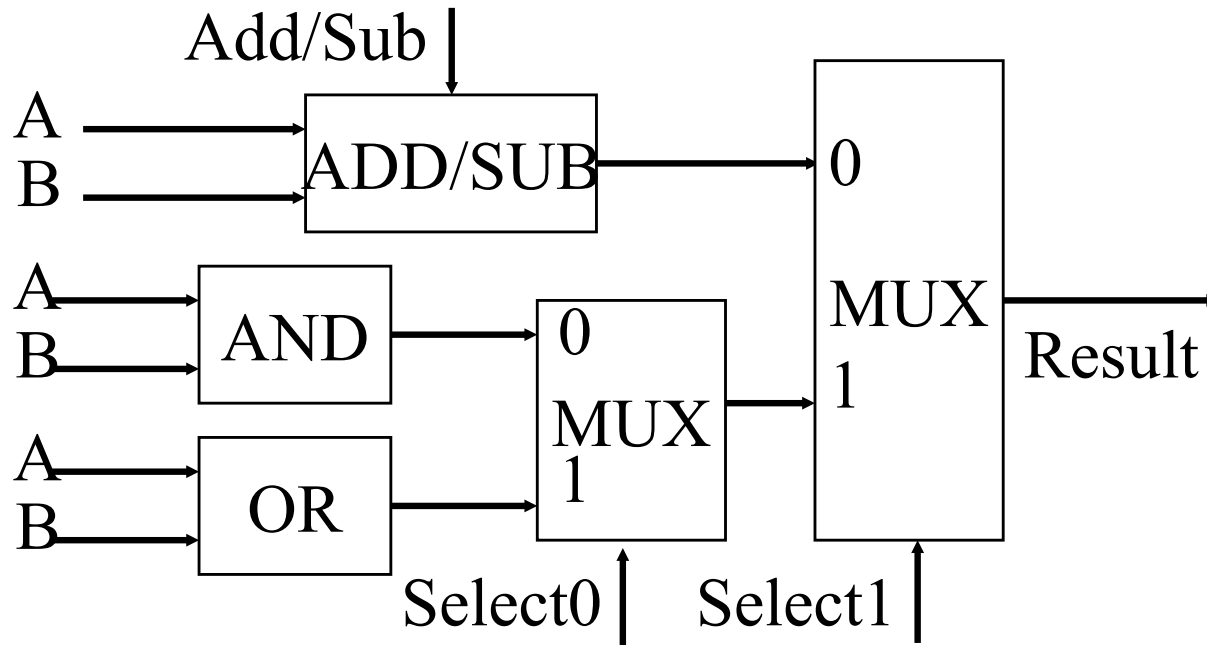 Add/Sub
A
B
ADD/SUB
0
A
B
AND
0
MUX
1
MUX
1
Result
A
B
OR
Select0
Select1